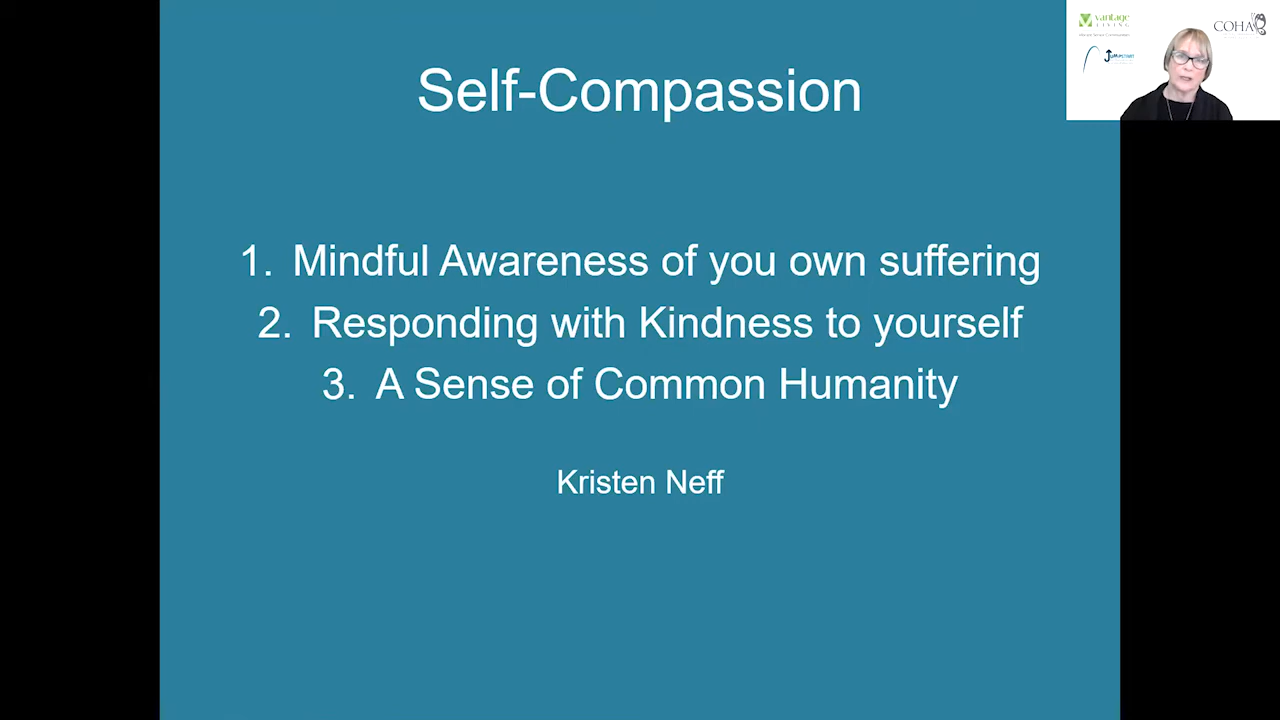 Self-Compassion
1. Mindful Awareness of you own suffering
2. Responding with Kindness to yourself
3. A Sense of Common Humanity
Kristen Neff
vantage
LIVING
COHA